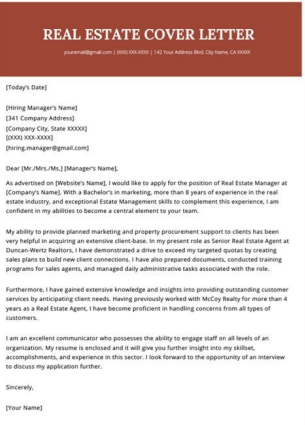 REAL ESTATE COVER LETTER
youremail@gmail.com | (XXX) XXX-XXXX | 142 Your Address Blvd, City Name, CA XXXXX
[Today's Date]
[Hiring Manager's Name]
[341 Company Address]
[Company City, State XXXXX]
[(XXX) XXX-XXXX]
[hiring.manager@gmail.com]
Dear [Mr./Mrs./Ms.] [Manager's Name],
As advertised on [Website's Name], I would like to apply for the position of Real Estate Manager at
[Company's Name]. With a Bachelor's in marketing, more than 8 years of experience in the real
estate industry, and exceptional Estate Management skills to complement this experience, I am
confident in my abilities to become a central element to your team.
My ability to provide planned marketing and property procurement support to clients has been
very helpful in acquiring an extensive client-base. In my present role as Senior Real Estate Agent at
Duncan-Wertz Realtors, I have demonstrated a drive to exceed my targeted quotas by creating
sales plans to build new client connections. I have also prepared documents, conducted training
programs for sales agents, and managed daily administrative tasks associated with the role.
Furthermore, I have gained extensive knowledge and insights into providing outstanding customer
services by anticipating client needs. Having previously worked with McCoy Realty for more than 4
years as a Real Estate Agent, I have become proficient in handling concerns from all types of
customers.
I am an excellent communicator who possesses the ability to engage staff on all levels of an
organization. My resume is enclosed and it will give you further insight into my skillset,
accomplishments, and experience in this sector. I look forward to the opportunity of an interview
to discuss my application further.
Sincerely,
[Your Name]